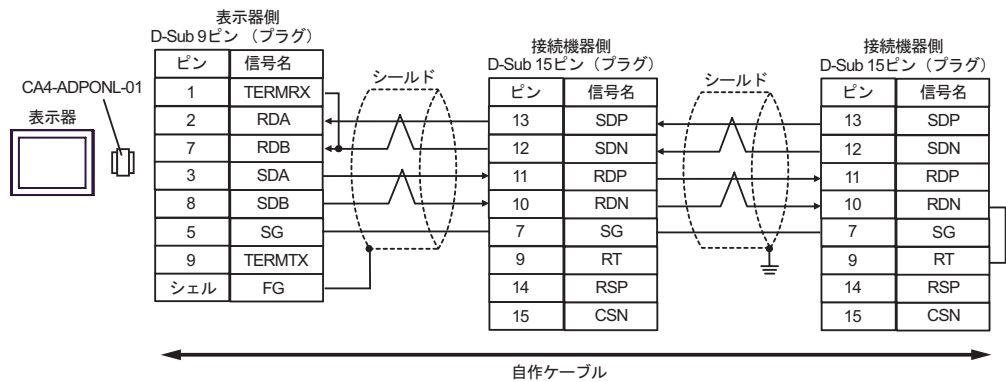 表示器側
D-Sub 9ピン （プラグ）
接続機器側
D-Sub 15ピン（プラグ）
接続機器側
D-Sub 15ピン（プラグ）
CA4-ADPONL-01
表示器
ピン 信号名
1 TERMRX
2 RDA
7 RDB
3 SDA
8 SDB
5 SG
9 TERMTX
シェル FG
シールド
ピン 信号名
13 SDP
12 SDN
11 RDP
10 RDN
7 SG
9 RT
14 RSP
15 CSN
シールド
ピン 信号名
13 SDP
12 SDN
11 RDP
10 RDN
7 SG
9 RT
14 RSP
15 CSN
自作ケーブル